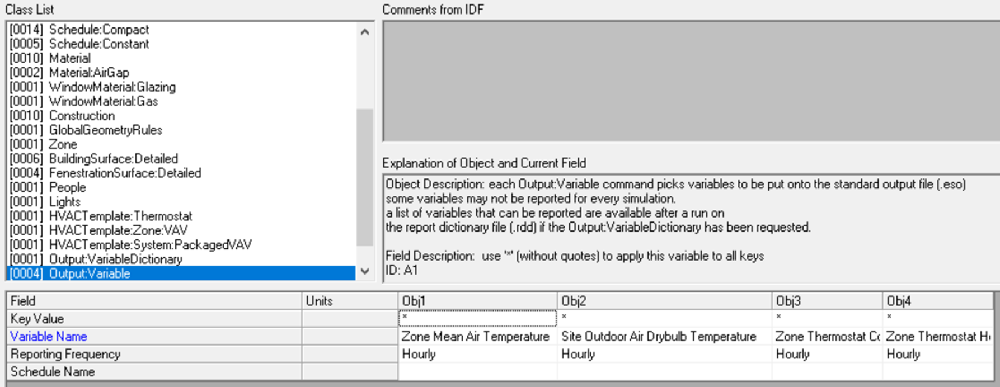 Class List
[0014] Schedule:Compact
[0005] Schedule:Constant
[0010] Material
[0002] Material:AirGap
[0001] WindowMaterial:Glazing
[0001] WindowMaterial:Gas
[0010] Construction
[0001] GlobalGeometryRules
[0001] Zone
[0006] BuildingSurface:Detailed
[0004] FenestrationSurface:Detailed
[0001] People
[0001] Lights
[0001] HVACTemplate:Thermostat
[0001] HVACTemplate:Zone:VAV
[0001] HVACTemplate:System:PackagedVAV
[0001] Output:VariableDictionary
[0004] Output:Variable
Comments from IDF
Explanation of Object and Current Field
Object Description: each Output:Variable command picks variables to be put onto the standard output file (.eso)
some variables may not be reported for every simulation.
a list of variables that can be reported are available after a run on
the report dictionary file (.rdd) if the Output:VariableDictionary has been requested.
Field Description: use '*' (without quotes) to apply this variable to all keys
ID: A1
Field Units Obj1 Obj2 Obj3 Obj4
Key Value * * * *
Variable Name Zone Mean Air Temperature Site Outdoor Air Drybulb Temperature Zone Thermostat Zone Thermostat
Reporting Frequency Hourly Hourly Hourly Hourly
Schedule Name